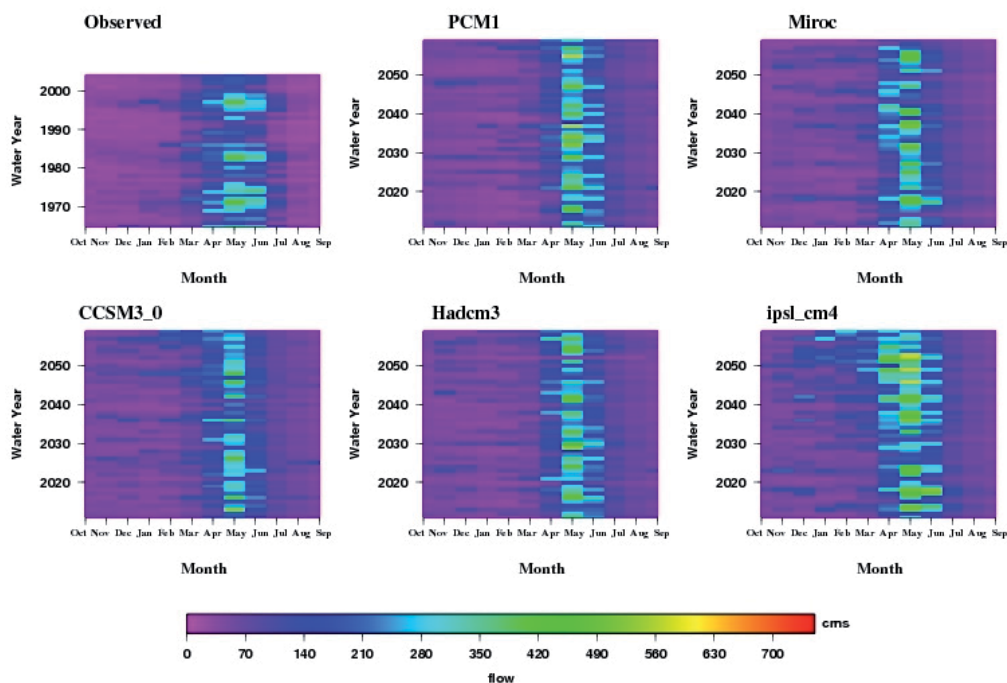 Observed
PCM1
Miroc
Water Year
2000
1990
1980
1970
Oct Nov Dec Jan Feb Mar Apr May Jun Jul Aug Sep
Month
Water Year
2050
2040
2030
2020
Oct Nov Dec Jan Feb Mar Apr May Jun Jul Aug Sep
Month
Water Year
2050
2040
2030
2020
Oct Nov Dec Jan Feb Mar Apr May Jun Jul Aug Sep
Month
CCSM3_0
Hadcm3
ipsl_cm4
Water Year
2050
2040
2030
2020
Oct Nov Dec Jan Feb Mar Apr May Jun Jul Aug Sep
Month
Water Year
2050
2040
2030
2020
Oct Nov Dec Jan Feb Mar Apr May Jun Jul Aug Sep
Month
Water Year
2050
2040
2030
2020
Oct Nov Dec Jan Feb Mar Apr May Jun Jul Aug Sep
Month
cms
0 70 140 210 280 350 420 490 560 630 700
flow